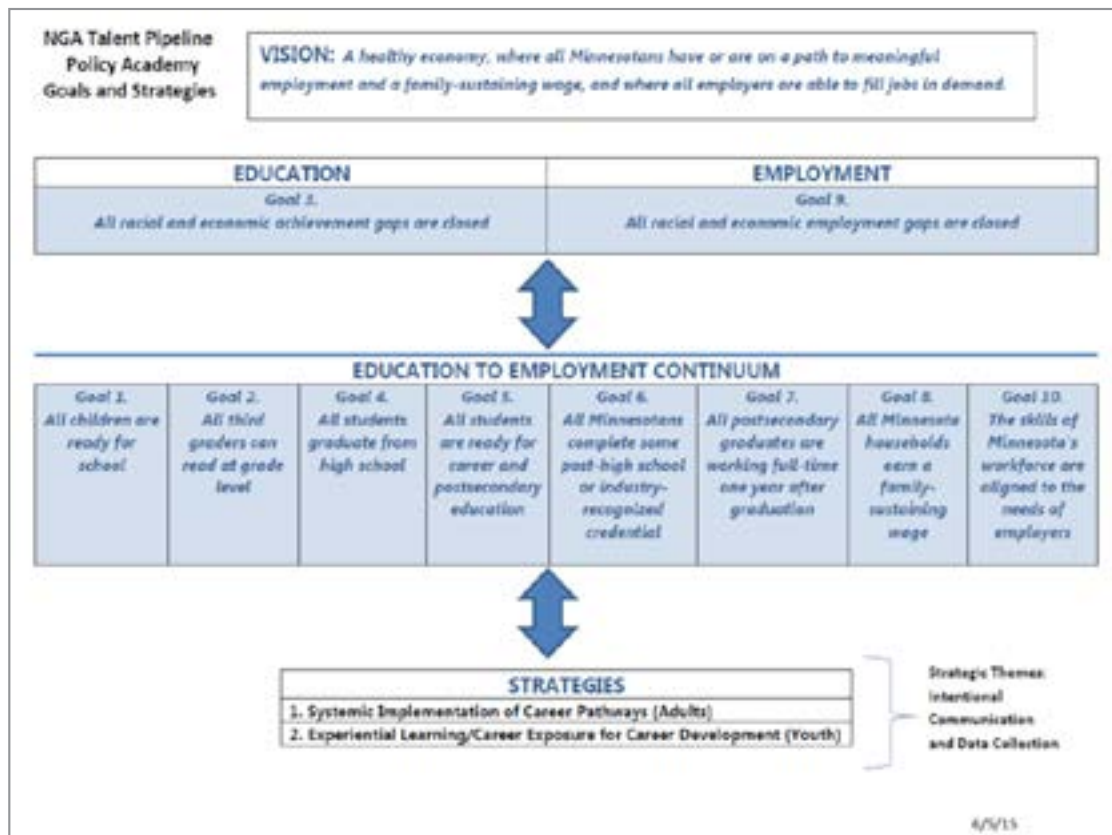 NGA Talent Pipeline
Policy Academy
Goals and Strategies
VISION: A healthy economy, where all Minnesotans have or are on a path to meaningful
employment and a family-sustaining wage, and where all employers are able to fill jobs in demand.
EDUCATION
Goal 3.
All racial and economic achievement gaps are closed
EMPLOYMENT
Goal 9.
All racial and economic employment gaps are closed
EDUCATION TO EMPLOYMENT CONTINUUM
Goal 1.
All children are
ready for
school
Goal 2.
All third
graders can
read at grade
level
Goal 4.
All students
graduate from
high school
Goal 5.
All students
are ready for
career and
postsecondary
education
Goal 6.
All Minnesotans
complete some
post-high school
or industry-
recognized
credential
Goal 7.
All postsecondary
graduates are
working full-time
one year after
graduation
Goal 8.
All Minnesota
households
earn a
family-
sustaining
wage
Goal 10.
The skills of
Minnesota's
workforce are
aligned to the
needs of
employers
STRATEGIES
1. Systemic Implementation of Career Pathways (Adults)
2. Experiential Learning/Career Exposure for Career Development (Youth)
Strategic Themes:
Intentional
Communication
and Data Collection
6/5/15